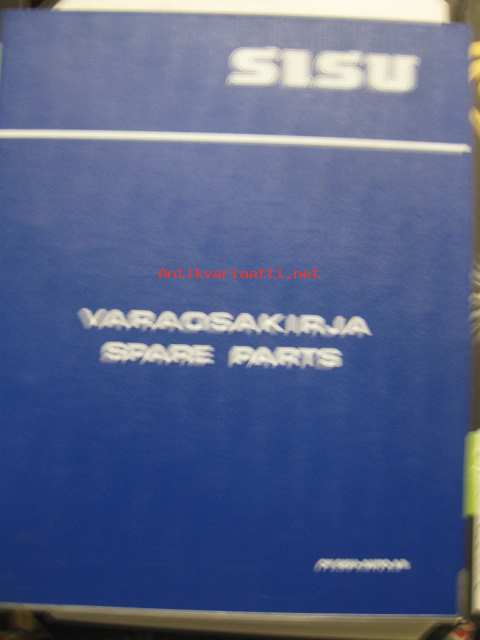 SISU
Antikvariaatti.net
VARAOSAKIRJA
SPARE PARTS